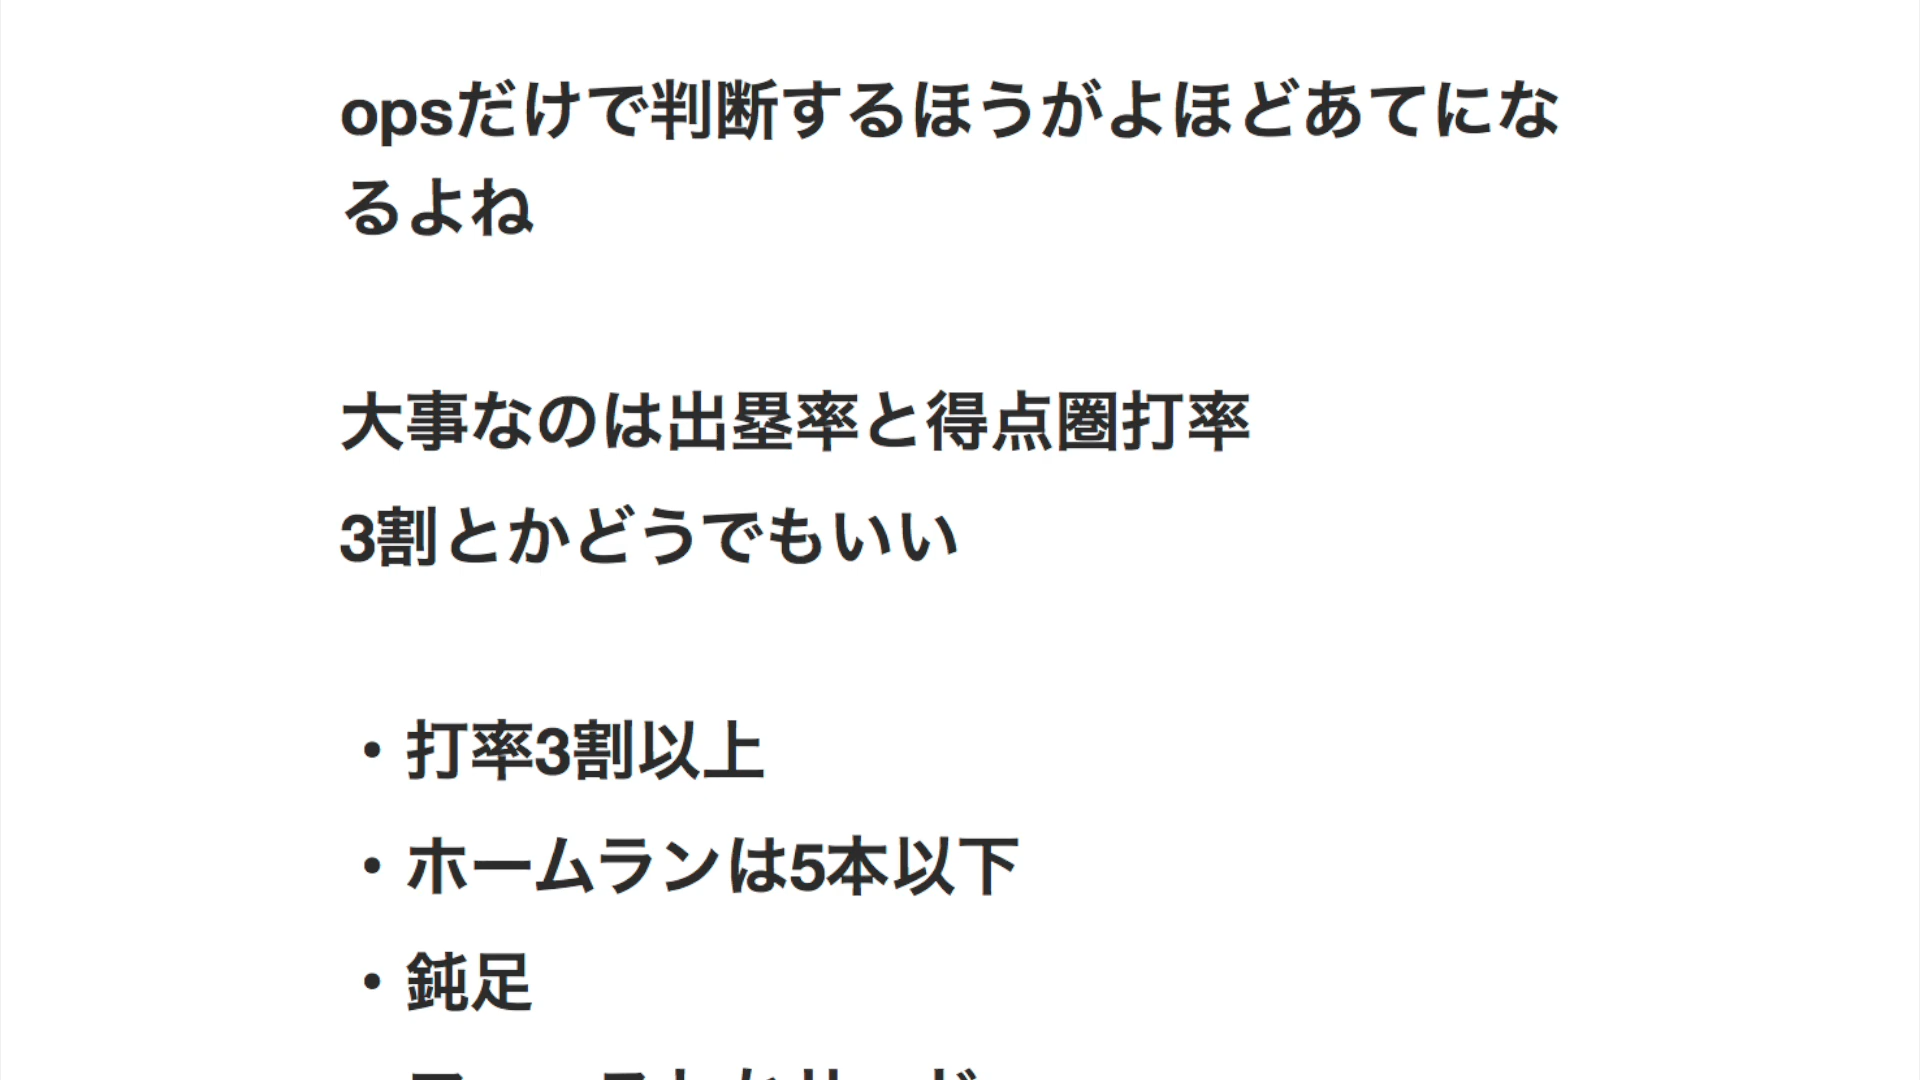 opsだけで判断するほうがよほどあてにな
るよね
大事なのは出塁率と得点圏打率
3割とかどうでもいい
・打率3割以上
・ホームランは5本以下
・鈍足